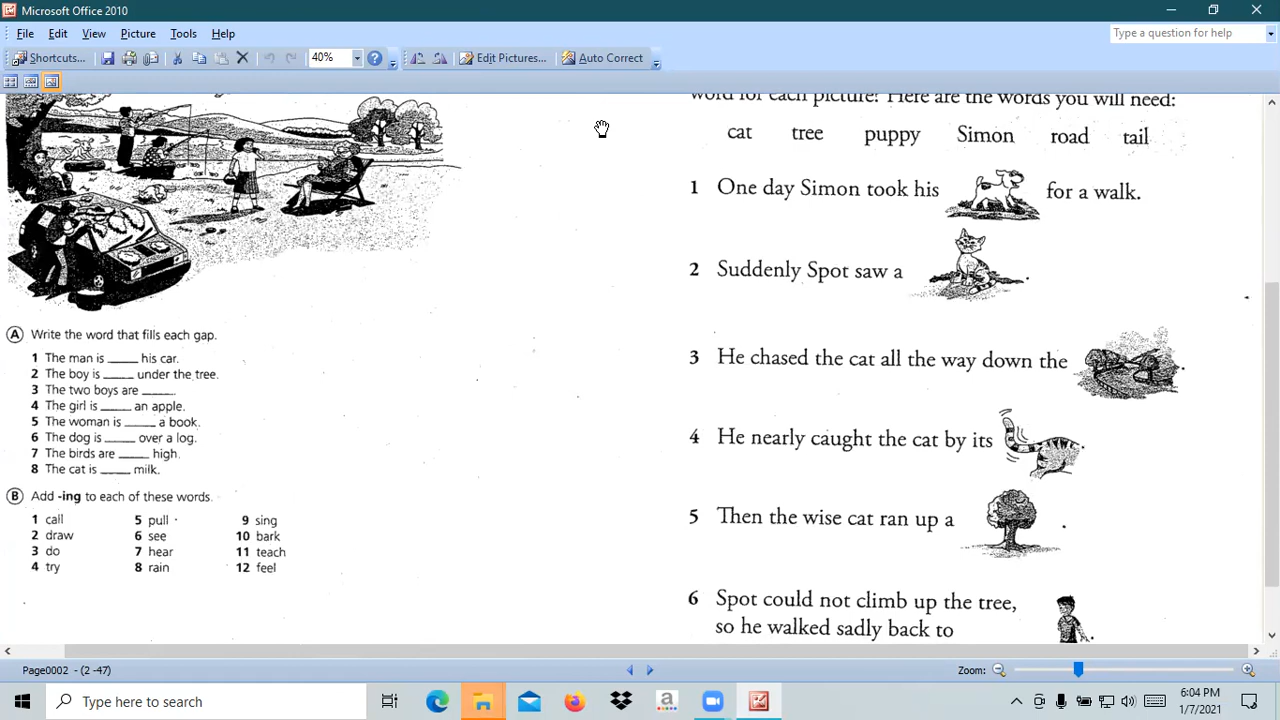 Microsoft Office 2010
File Edit View Picture Tools Help
Type a question for help
Shortcuts... 40% Edit Pictures... Auto Correct
word for each picture? Here are the words you will need:
cat tree puppy Simon road tail
1 One day Simon took his for a walk.
2 Suddenly Spot saw a .
3 He chased the cat all the way down the .
4 He nearly caught the cat by its .
5 Then the wise cat ran up a .
6 Spot could not climb up the tree,
so he walked sadly back to .
A Write the word that fills each gap.
1 The man is _____ his car.
2 The boy is _____ under the tree.
3 The two boys are _____.
4 The girl is _____ an apple.
5 The woman is _____ a book.
6 The dog is _____ over a log.
7 The birds are _____ high.
8 The cat is _____ milk.
B Add -ing to each of these words.
1 call 5 pull 9 sing
2 draw 6 see 10 bark
3 do 7 hear 11 teach
4 try 8 rain 12 feel
Page0002 - (2 -47)
Zoom:
Type here to search
6:04 PM
1/7/2021